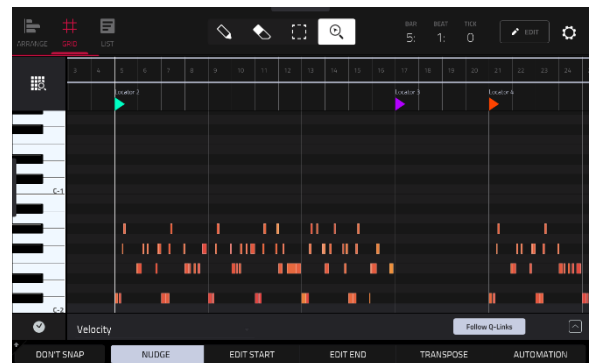 BAR BEAT TICK
5: 1: 0
EDIT
ARRANGE GRID LIST
3 4 5 6 7 8 9 10 11 12 13 14 15 16 17 18 19 20 21 22 23 24
Locator 2 Locator 3 Locator 4
C-1
C-2
Velocity
Follow Q-Links
DON'T SNAP NUDGE EDIT START EDIT END TRANSPOSE AUTOMATION